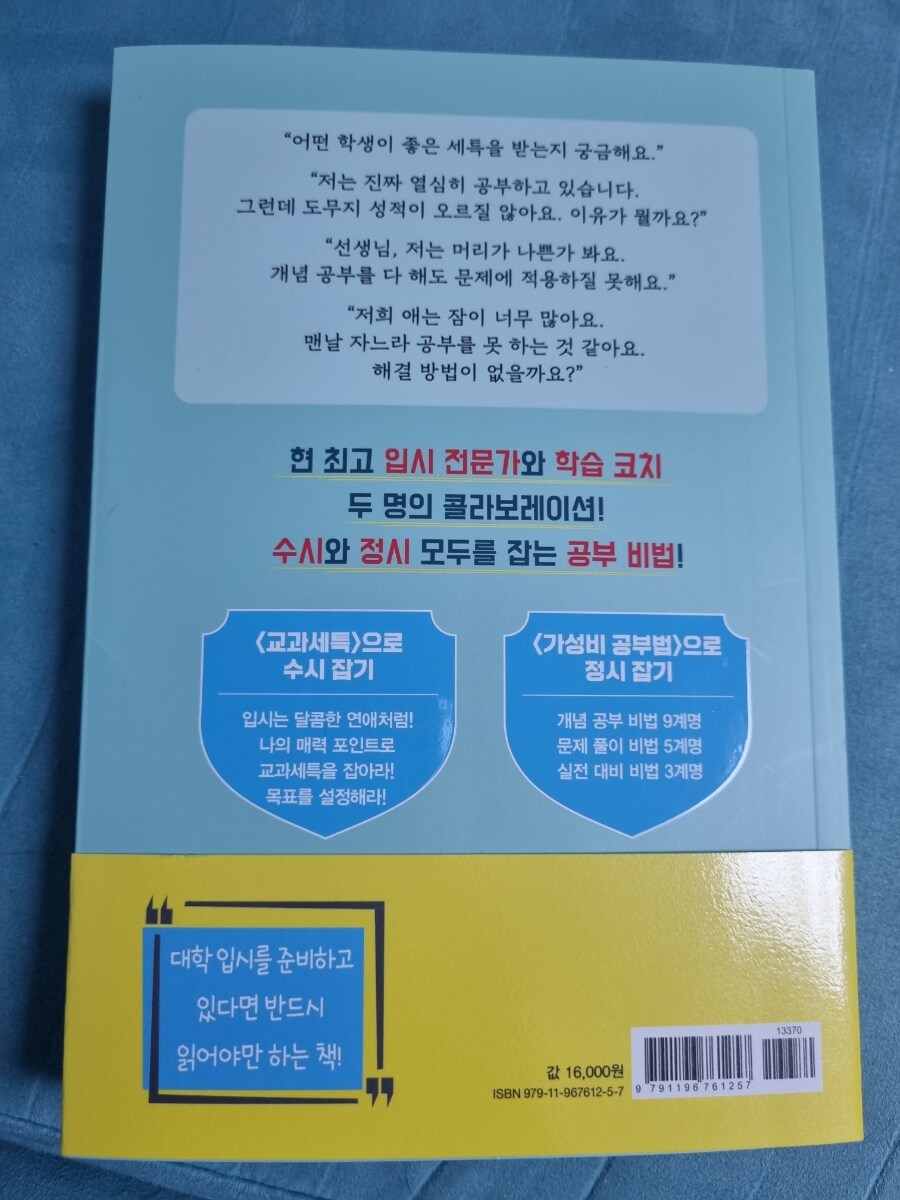 “어떤 학생이 좋은 세특을 받는지 궁금해요.”
“저는 진짜 열심히 공부하고 있습니다.
그런데 도무지 성적이 오르질 않아요. 이유가 뭘까요?”
“선생님, 저는 머리가 나쁜가 봐요.
개념 공부를 다 해도 문제에 적용하질 못해요.”
“저희 애는 잠이 너무 많아요.
맨날 자느라 공부를 못 하는 것 같아요.
해결 방법이 없을까요?”
현 최고 입시 전문가와 학습 코치
두 명의 콜라보레이션!
수시와 정시 모두를 잡는 공부 비법!
〈교과세특〉으로
수시 잡기
입시는 달콤한 연애처럼!
나의 매력 포인트로
교과세특을 잡아라!
목표를 설정해라!
〈가성비 공부법〉으로
정시 잡기
개념 공부 비법 9계명
문제 풀이 비법 5계명
실전 대비 비법 3계명
“대학 입시를 준비하고
있다면 반드시
읽어야만 하는 책!”
값 16,000원
ISBN 979-11-967612-5-7
13370
9 791196 761257